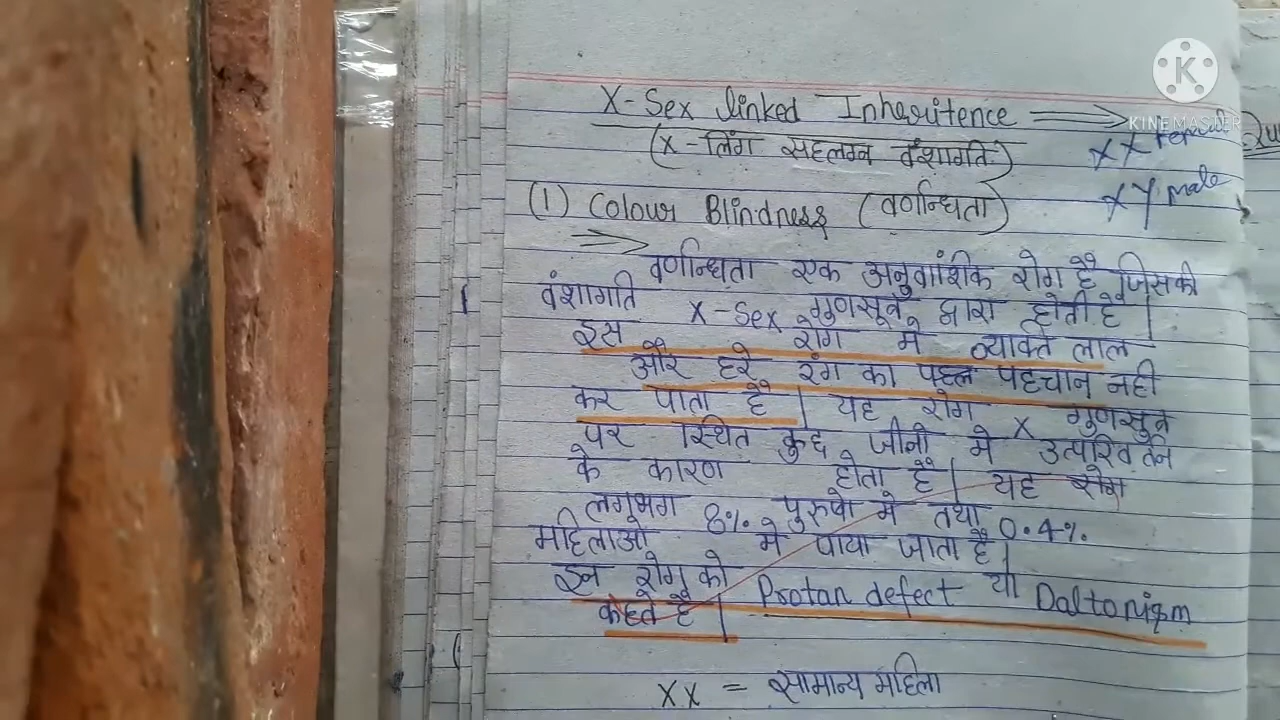 X-Sex linked Inheritence ⟹ XX Female
KINEMASTER
(X-लिंग सहलग्न वंशागति)
XY male
(1) Colour Blindness (वर्णान्धता)
⟹ वर्णान्धता एक अनुवांशिक रोग है जिसकी
वंशागति X-Sex गुणसूत्र द्वारा होती है |
इस रोग मे व्यक्ति लाल
और हरे रंग का पहल पहचान नही
कर पाता है | यह रोग X गुणसूत्र
पर स्थित कुछ जीनो मे उत्परिवर्तन
के कारण होता है | यह रोग
लगभग 8% पुरुषो मे तथा 0.4%
महिलाओ मे पाया जाता है |
इन रोग को Protan defect या Daltonism
कहते है |
XX = सामान्य महिला